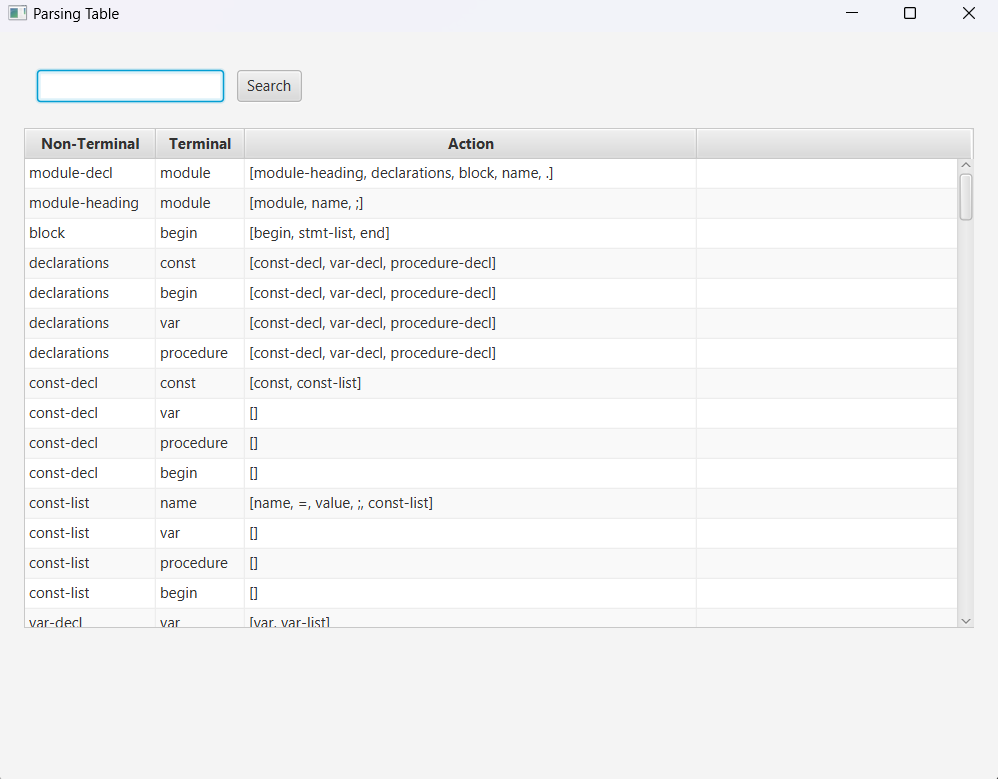 Parsing Table
Search
Non-Terminal Terminal Action
module-decl module [module-heading, declarations, block, name, .]
module-heading module [module, name, ;]
block begin [begin, stmt-list, end]
declarations const [const-decl, var-decl, procedure-decl]
declarations begin [const-decl, var-decl, procedure-decl]
declarations var [const-decl, var-decl, procedure-decl]
declarations procedure [const-decl, var-decl, procedure-decl]
const-decl const [const, const-list]
const-decl var []
const-decl procedure []
const-decl begin []
const-list name [name, =, value, ;, const-list]
const-list var []
const-list procedure []
const-list begin []
var-decl var [var, var-list]